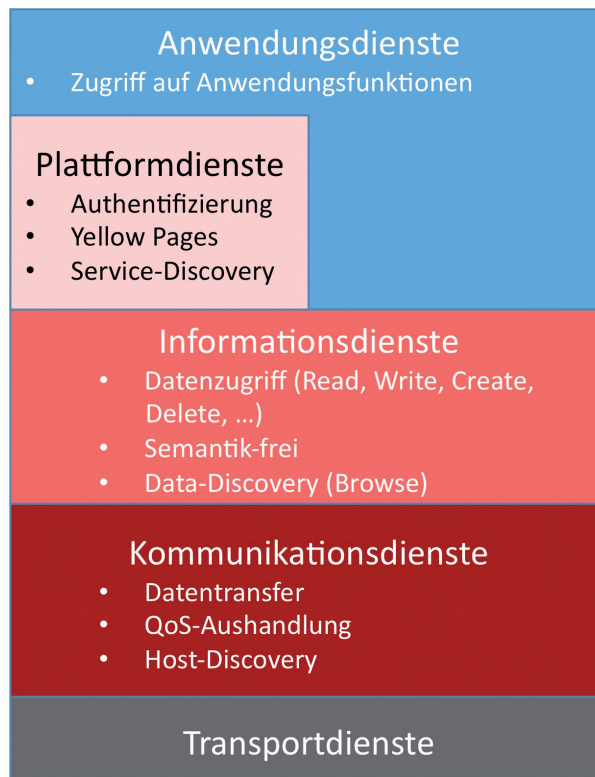 Anwendungsdienste
• Zugriff auf Anwendungsfunktionen
Plattformdienste
• Authentifizierung
• Yellow Pages
• Service-Discovery
Informationsdienste
• Datenzugriff (Read, Write, Create,
Delete, ...)
• Semantik-frei
• Data-Discovery (Browse)
Kommunikationsdienste
• Datentransfer
• QoS-Aushandlung
• Host-Discovery
Transportdienste